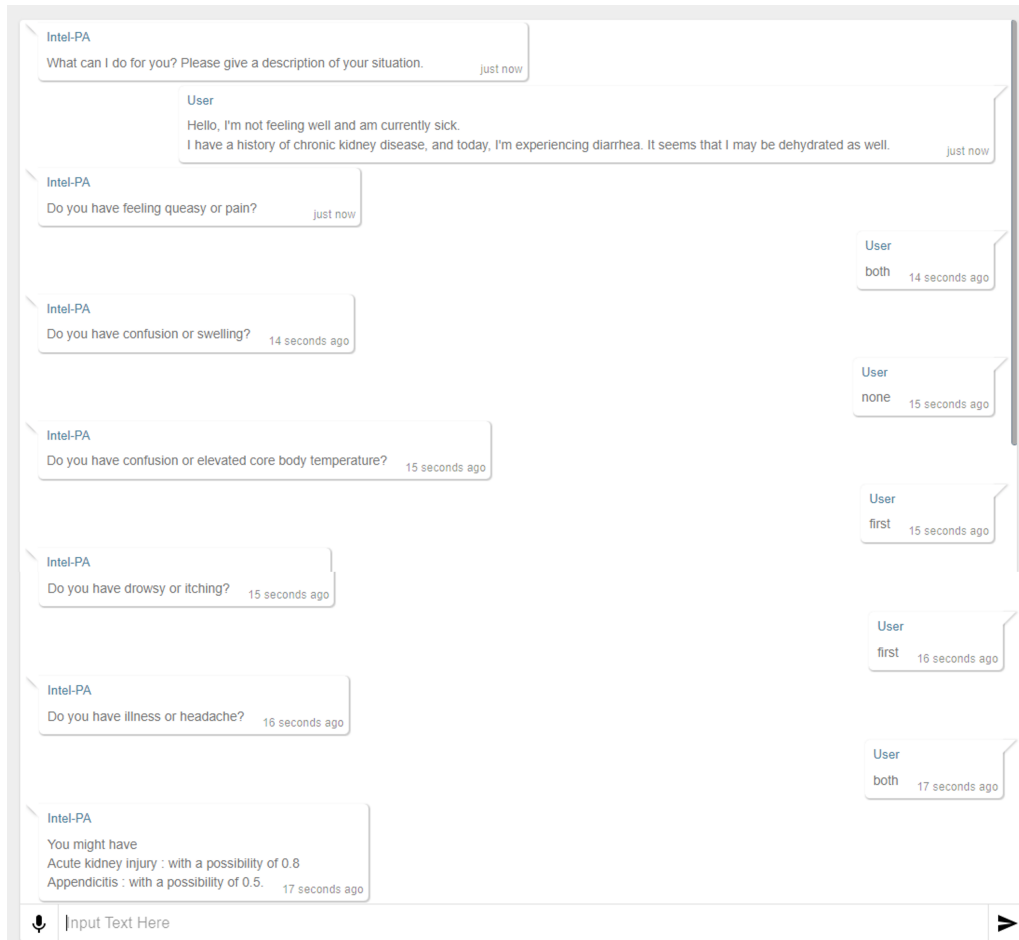 Intel-PA
What can I do for you? Please give a description of your situation.
just now
User
Hello, I'm not feeling well and am currently sick.
I have a history of chronic kidney disease, and today, I'm experiencing diarrhea. It seems that I may be dehydrated as well.
just now
Intel-PA
Do you have feeling queasy or pain?
just now
User
both
14 seconds ago
Intel-PA
Do you have confusion or swelling?
14 seconds ago
User
none
15 seconds ago
Intel-PA
Do you have confusion or elevated core body temperature?
15 seconds ago
User
first
15 seconds ago
Intel-PA
Do you have drowsy or itching?
15 seconds ago
User
first
16 seconds ago
Intel-PA
Do you have illness or headache?
16 seconds ago
User
both
17 seconds ago
Intel-PA
You might have
Acute kidney injury : with a possibility of 0.8
Appendicitis : with a possibility of 0.5.
17 seconds ago
Input Text Here